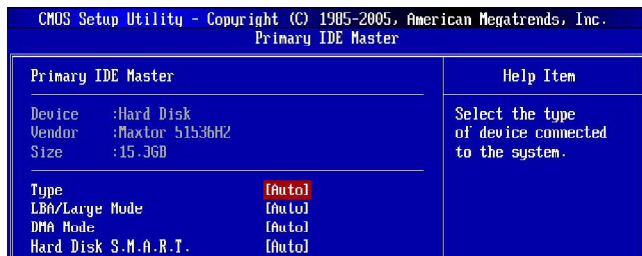 CMOS Setup Utility - Copyright (C) 1985-2005, American Megatrends, Inc.
Primary IDE Master
Primary IDE Master
Device :Hard Disk
Vendor :Maxtor 51536H2
Size :15.3GB
Type [Auto]
LBA/Large Mode [Auto]
DMA Mode [Auto]
Hard Disk S.M.A.R.T. [Auto]
Help Item
Select the type
of device connected
to the system.